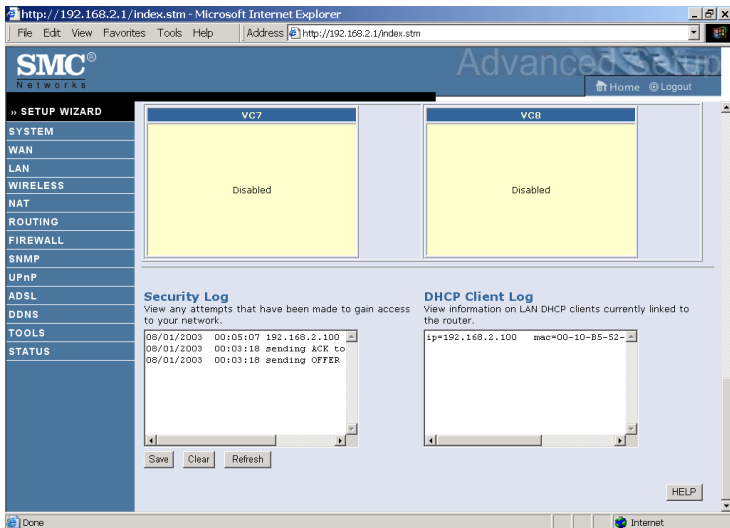 http://192.168.2.1/index.stm - Microsoft Internet Explorer
File Edit View Favorites Tools Help Address http://192.168.2.1/index.stm
SMC®
Networks
Advanced Setup
Home Logout
» SETUP WIZARD
SYSTEM
WAN
LAN
WIRELESS
NAT
ROUTING
FIREWALL
SNMP
UPnP
ADSL
DDNS
TOOLS
STATUS
VC7
Disabled
VC8
Disabled
Security Log
View any attempts that have been made to gain access
to your network.
08/01/2003 00:05:07 192.168.2.100
08/01/2003 00:03:18 sending ACK to
08/01/2003 00:03:18 sending OFFER
Save Clear Refresh
DHCP Client Log
View information on LAN DHCP clients currently linked to
the router.
ip=192.168.2.100 mac=00-10-B5-52-
HELP
Done
Internet